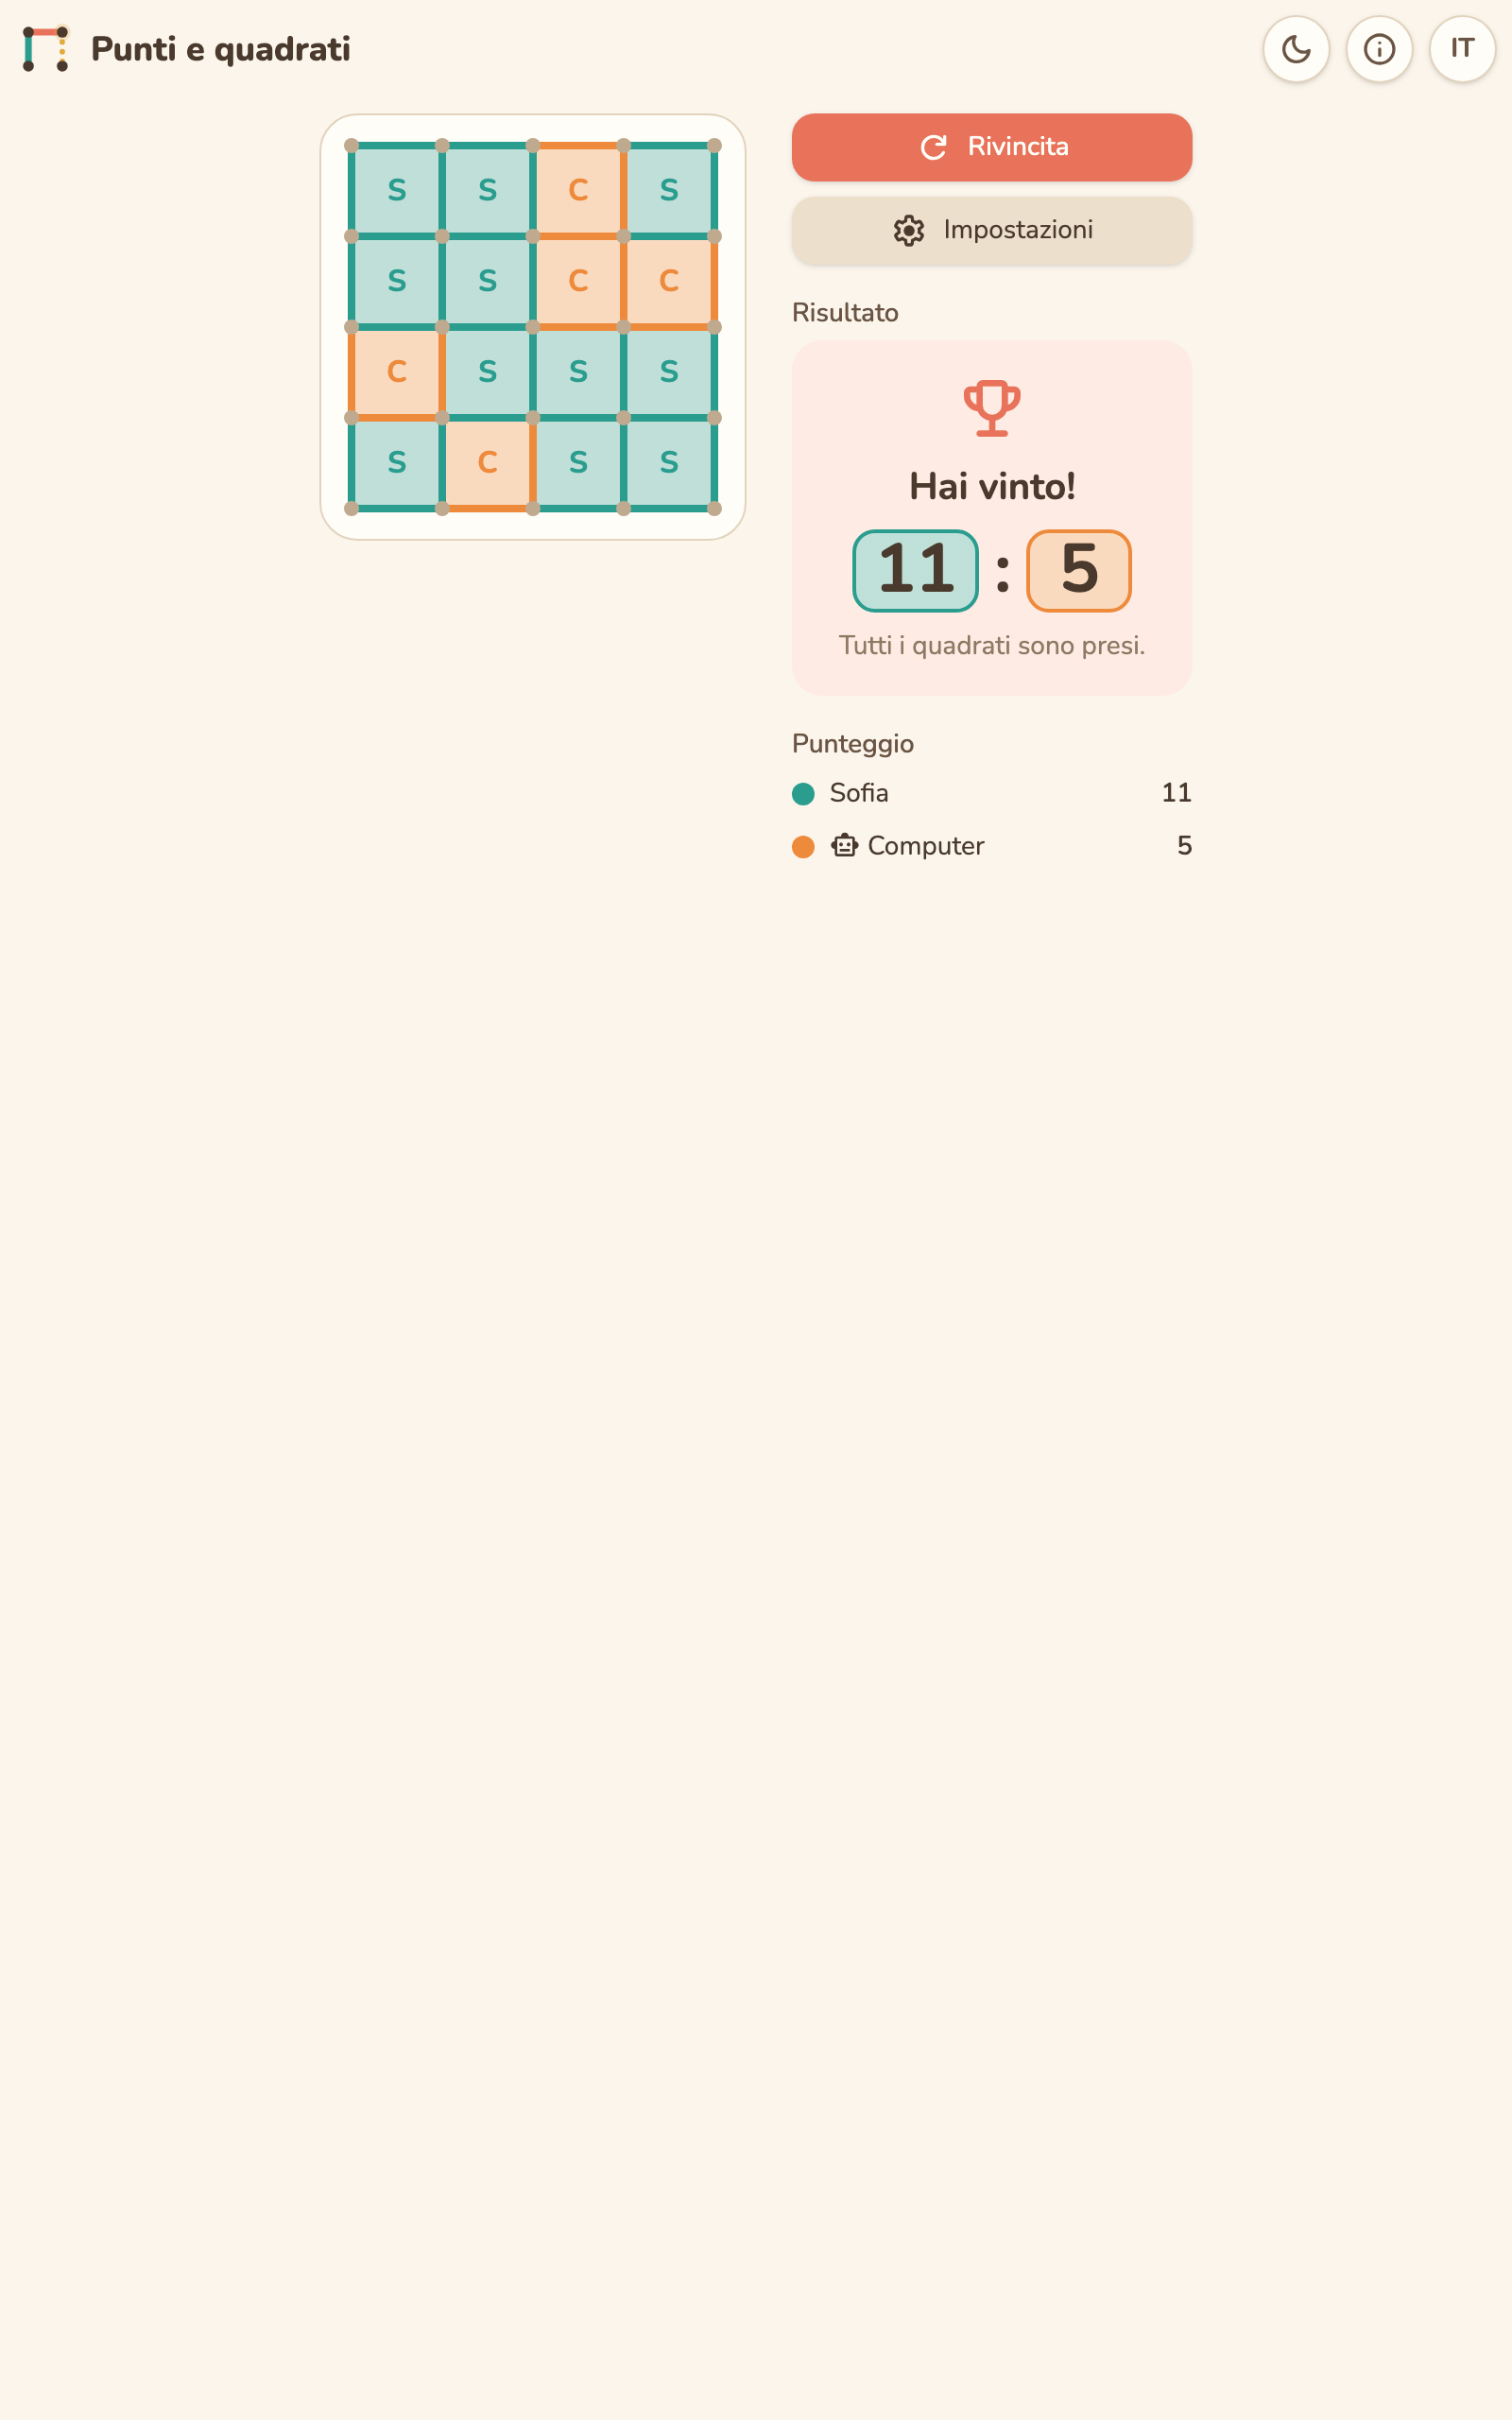 Punti e quadrati
IT
S S C S
S S C C
C S S S
S C S S
Rivincita
Impostazioni
Risultato
Hai vinto!
11 : 5
Tutti i quadrati sono presi.
Punteggio
Sofia 11
Computer 5